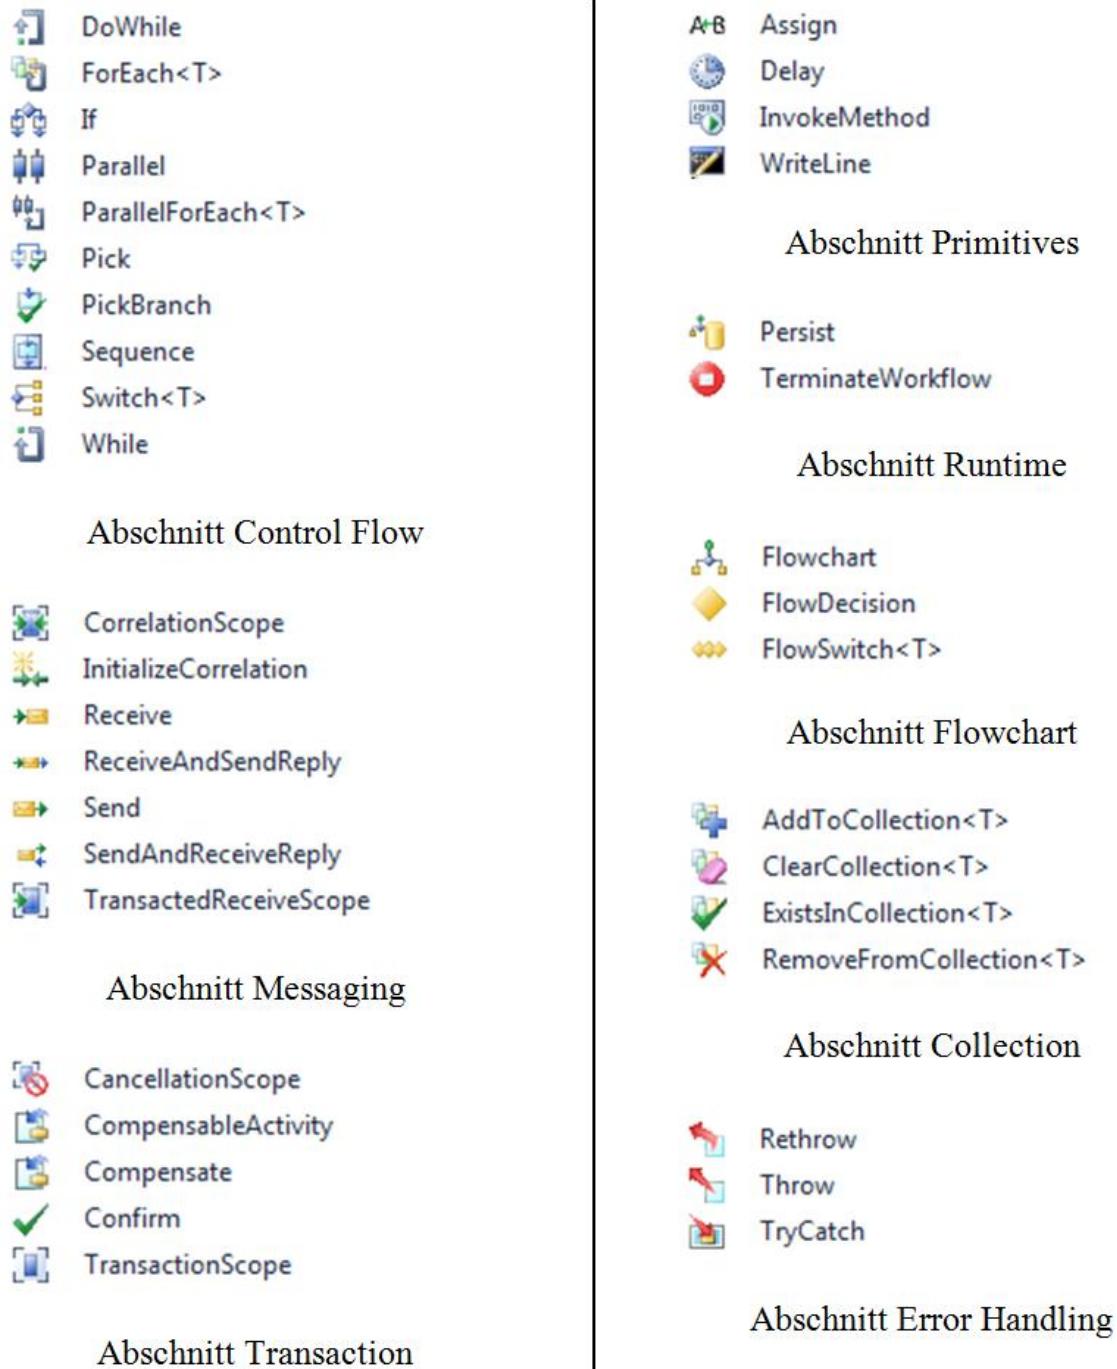 DoWhile
ForEach<T>
If
Parallel
ParallelForEach<T>
Pick
PickBranch
Sequence
Switch<T>
While
Abschnitt Control Flow
CorrelationScope
InitializeCorrelation
Receive
ReceiveAndSendReply
Send
SendAndReceiveReply
TransactedReceiveScope
Abschnitt Messaging
CancellationScope
CompensableActivity
Compensate
Confirm
TransactionScope
Abschnitt Transaction
A+B Assign
Delay
1010 InvokeMethod
WriteLine
Abschnitt Primitives
Persist
TerminateWorkflow
Abschnitt Runtime
Flowchart
FlowDecision
FlowSwitch<T>
Abschnitt Flowchart
AddToCollection<T>
ClearCollection<T>
ExistsInCollection<T>
RemoveFromCollection<T>
Abschnitt Collection
Rethrow
Throw
TryCatch
Abschnitt Error Handling